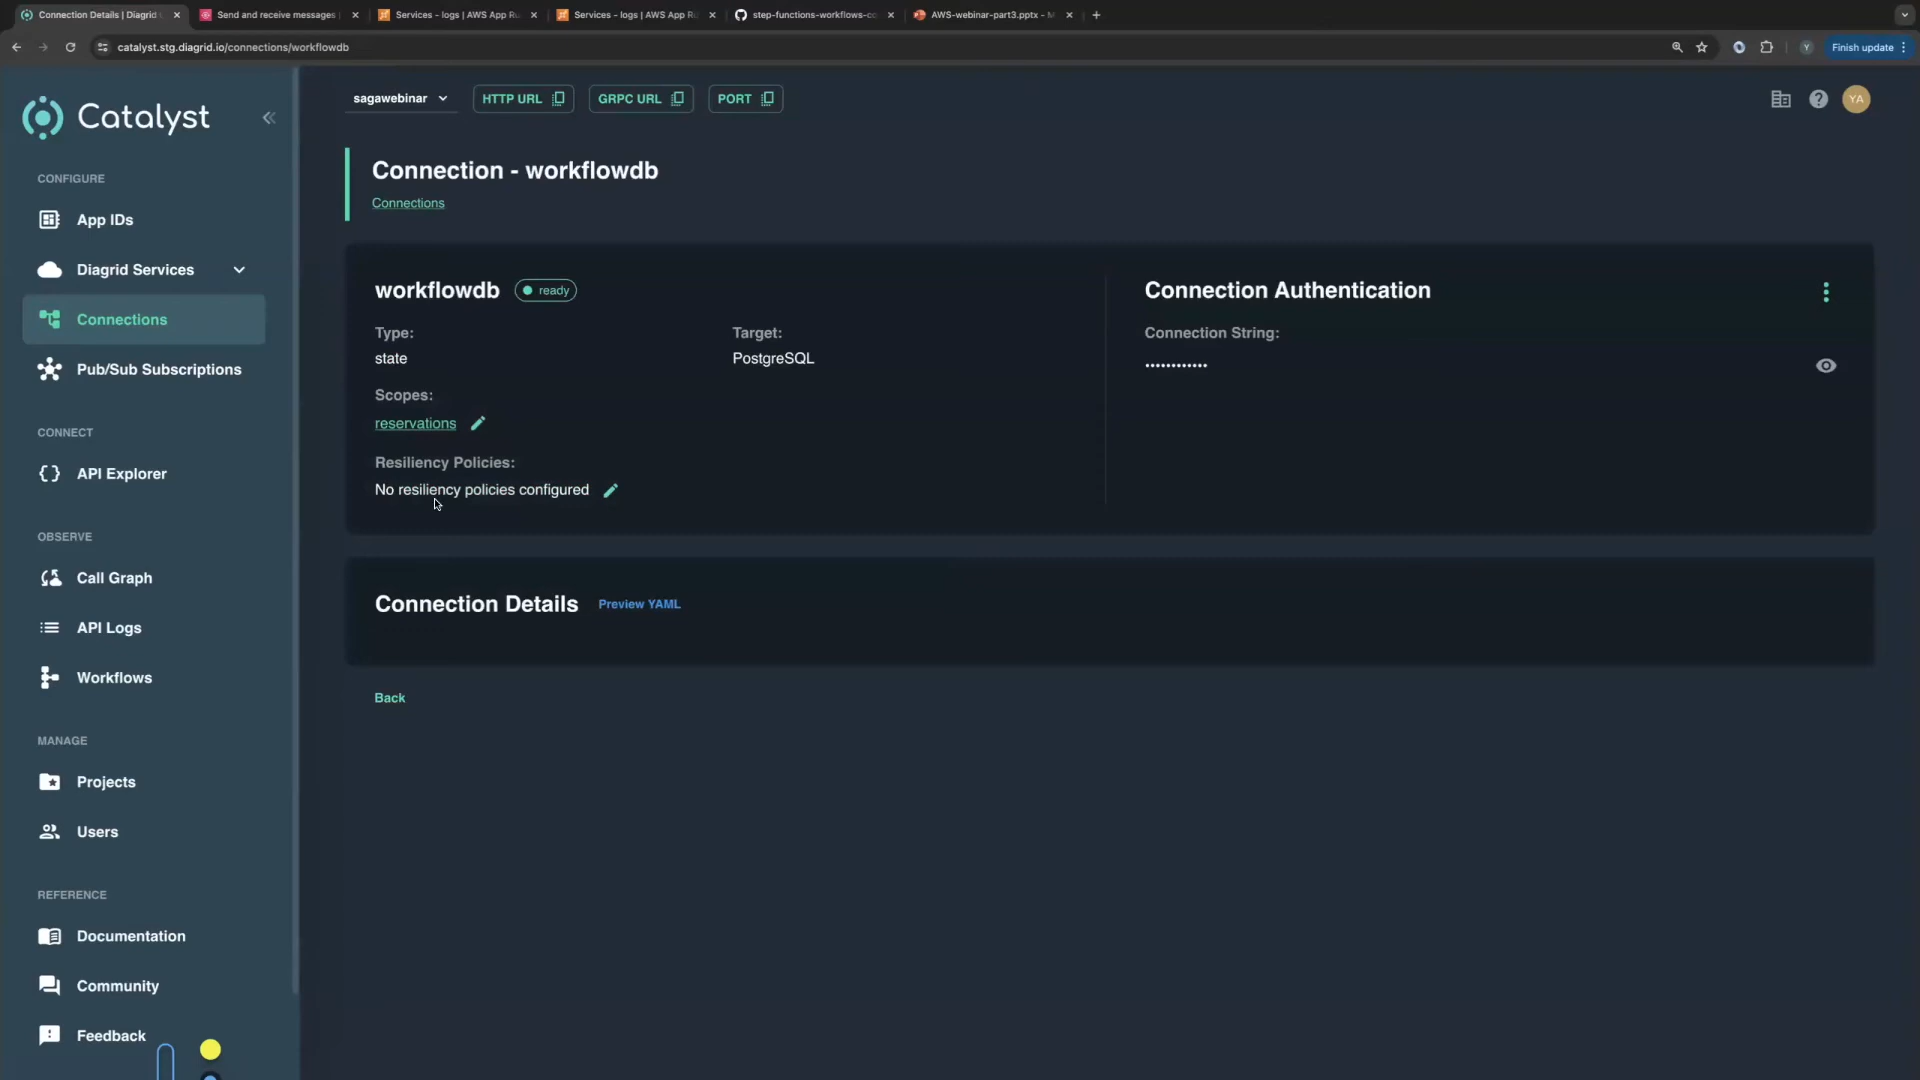 Connection Details | Diagrid
Send and receive messages |
Services - logs | AWS App Ru
Services - logs | AWS App Ru
step-functions-workflows-co
AWS-webinar-part3.pptx - M
catalyst.stg.diagrid.io/connections/workflowdb
Y
Finish update
Catalyst
sagawebinar
HTTP URL
GRPC URL
PORT
YA
CONFIGURE
App IDs
Diagrid Services
Connections
Pub/Sub Subscriptions
CONNECT
API Explorer
OBSERVE
Call Graph
API Logs
Workflows
MANAGE
Projects
Users
REFERENCE
Documentation
Community
Feedback
Connection - workflowdb
Connections
workflowdb
ready
Type:
state
Target:
PostgreSQL
Scopes:
reservations
Resiliency Policies:
No resiliency policies configured
Connection Authentication
Connection String:
••••••••••••
Connection Details
Preview YAML
Back